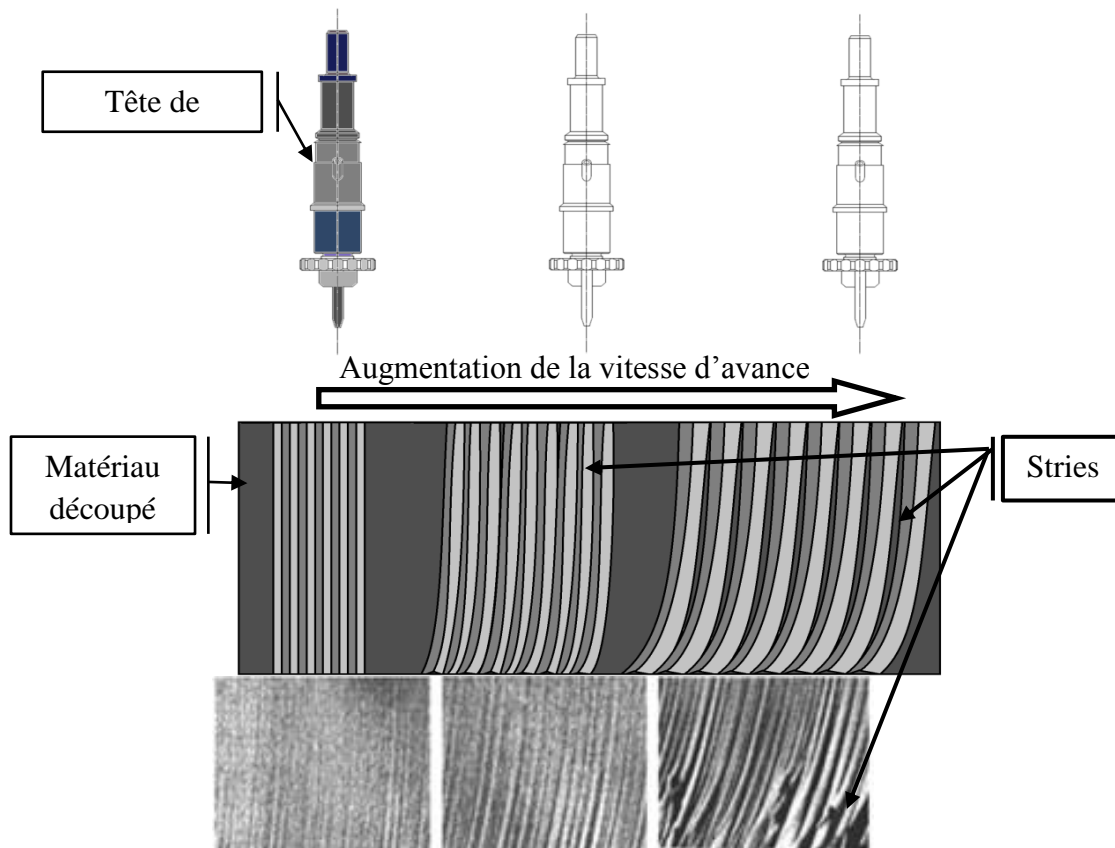 Tête de
Augmentation de la vitesse d’avance
Matériau
découpé
Stries